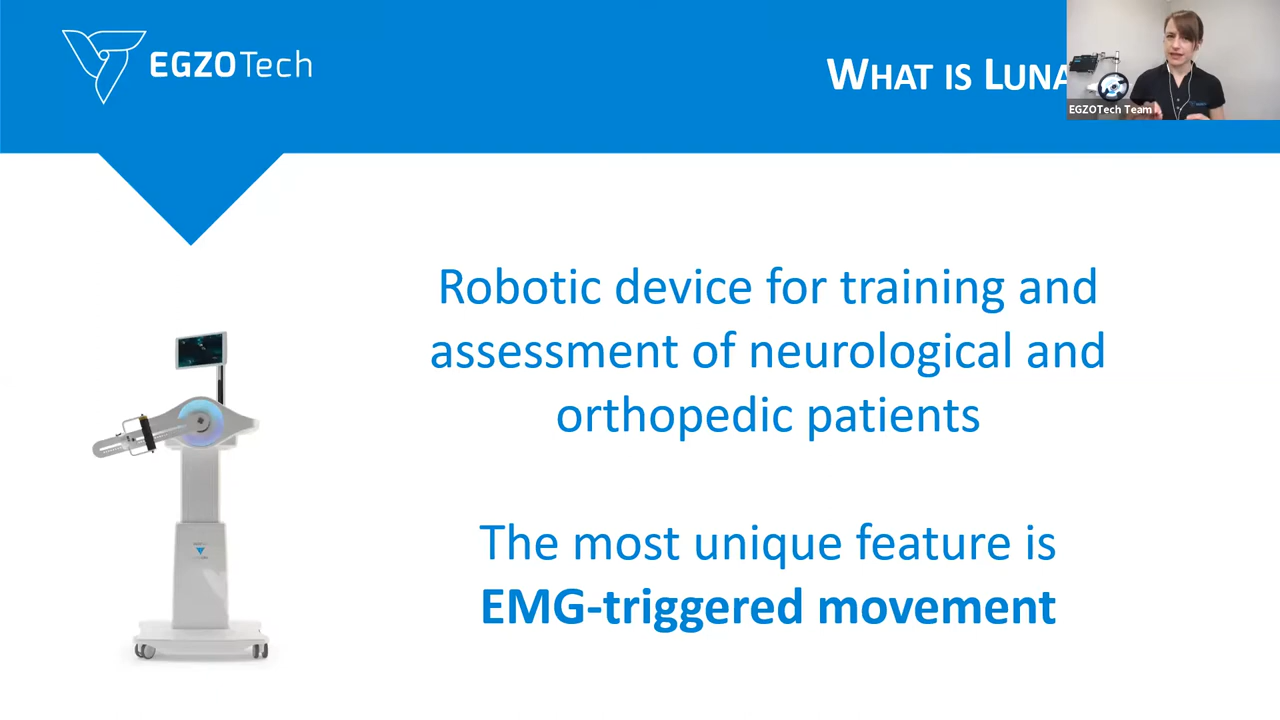 EGZOTech
WHAT IS LUNA
EGZOTech Team
Robotic device for training and
assessment of neurological and
orthopedic patients
The most unique feature is
EMG-triggered movement